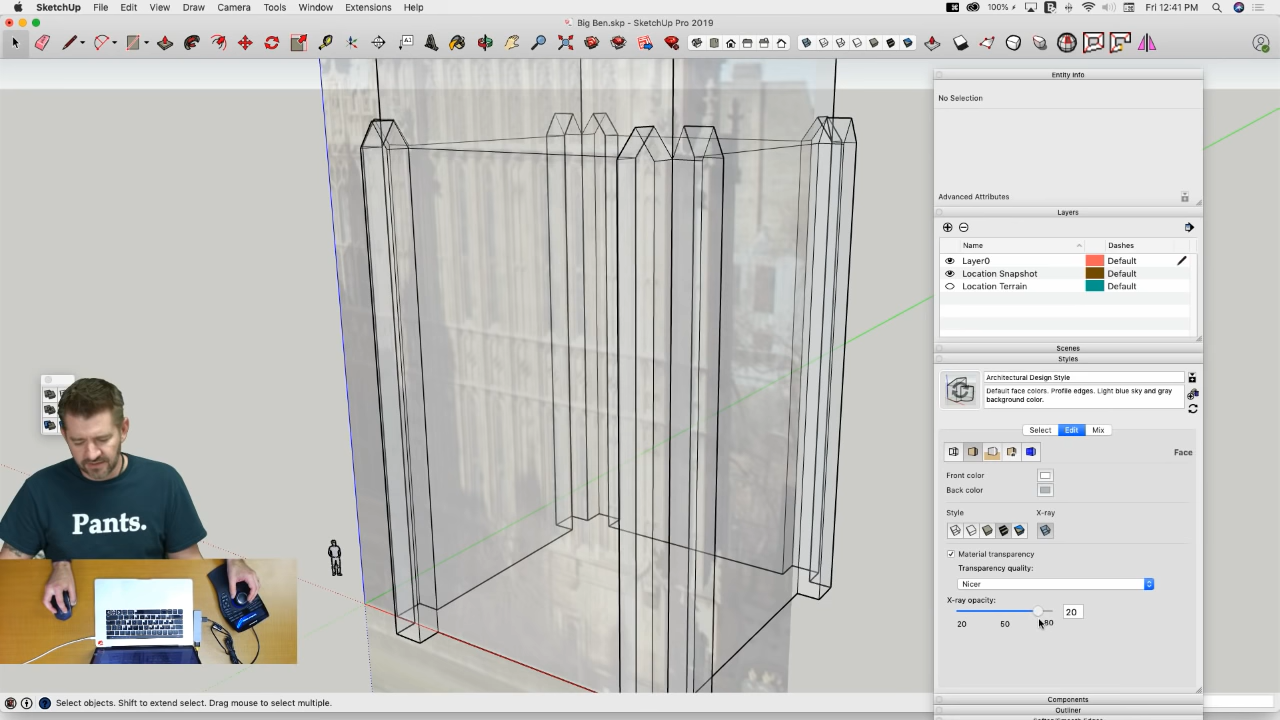 SketchUp File Edit View Draw Camera Tools Window Extensions Help 100% Fri 12:41 PM
Big Ben.skp - SketchUp Pro 2019
Entity Info
No Selection
Advanced Attributes
Layers
Name Dashes
Layer0 Default
Location Snapshot Default
Location Terrain Default
Scenes
Styles
Architectural Design Style
Default face colors. Profile edges. Light blue sky and gray
background color.
Select Edit Mix
Face
Front color
Back color
Style X-ray
Material transparency
Transparency quality:
Nicer
X-ray opacity:
20
20 50 80
Components
Outliner
Soften/Smooth Edges
Pants.
Select objects. Shift to extend select. Drag mouse to select multiple.